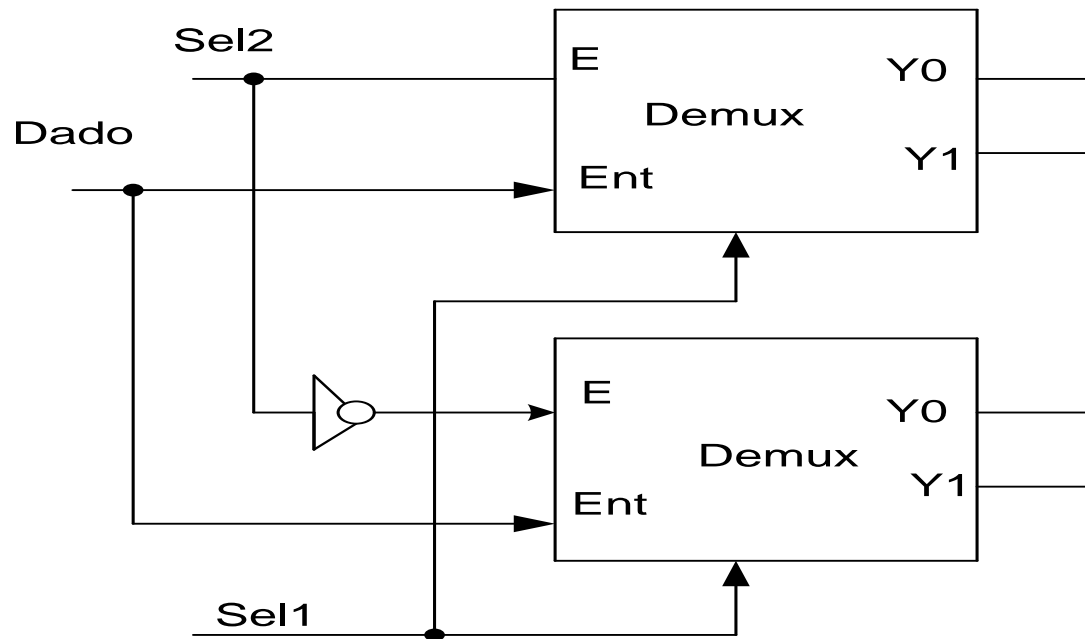 Sel2
E
Y0
Demux
Dado
Y1
Ent
E
Y0
Demux
Y1
Ent
Sel1